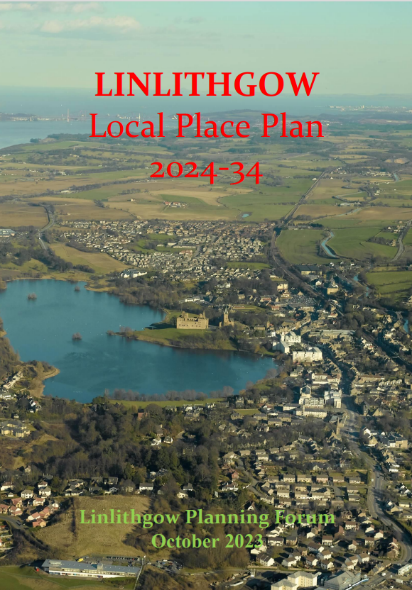 LINLITHGOW
Local Place Plan
2024-34
Linlithgow Planning Forum
October 2023